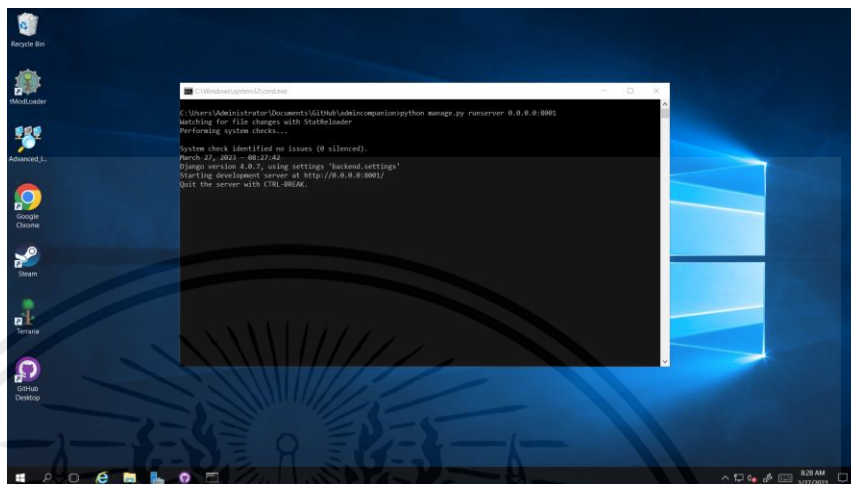 Recycle Bin
tModLoader
Advanced_I...
Google
Chrome
Steam
Terraria
GitHub
Desktop
C:\Windows\system32\cmd.exe
C:\Users\Administrator\Documents\GitHub\admincompanion>python manage.py runserver 0.0.0.0:8001
Watching for file changes with StatReloader
Performing system checks...
System check identified no issues (0 silenced).
March 27, 2023 - 08:27:42
Django version 4.0.7, using settings 'backend.settings'
Starting development server at http://0.0.0.0:8001/
Quit the server with CTRL-BREAK.
8:28 AM
3/27/2023